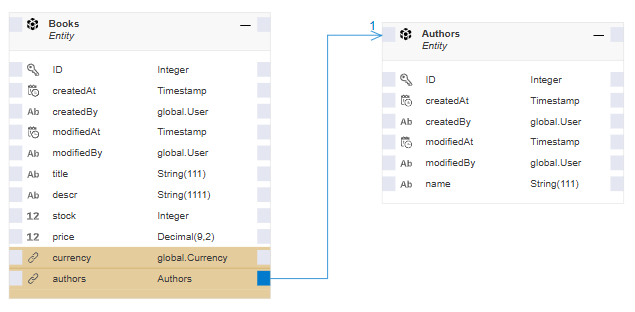 Books
Entity
ID Integer
createdAt Timestamp
Ab createdBy global.User
modifiedAt Timestamp
Ab modifiedBy global.User
Ab title String(111)
Ab descr String(1111)
12 stock Integer
12 price Decimal(9,2)
currency global.Currency
authors Authors
1
Authors
Entity
ID Integer
createdAt Timestamp
Ab createdBy global.User
modifiedAt Timestamp
Ab modifiedBy global.User
Ab name String(111)